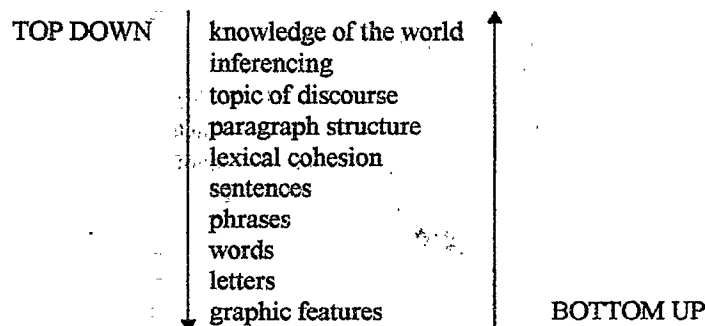 TOP DOWN knowledge of the world
inferencing
topic of discourse
paragraph structure
lexical cohesion
sentences
phrases
words
letters
graphic features BOTTOM UP